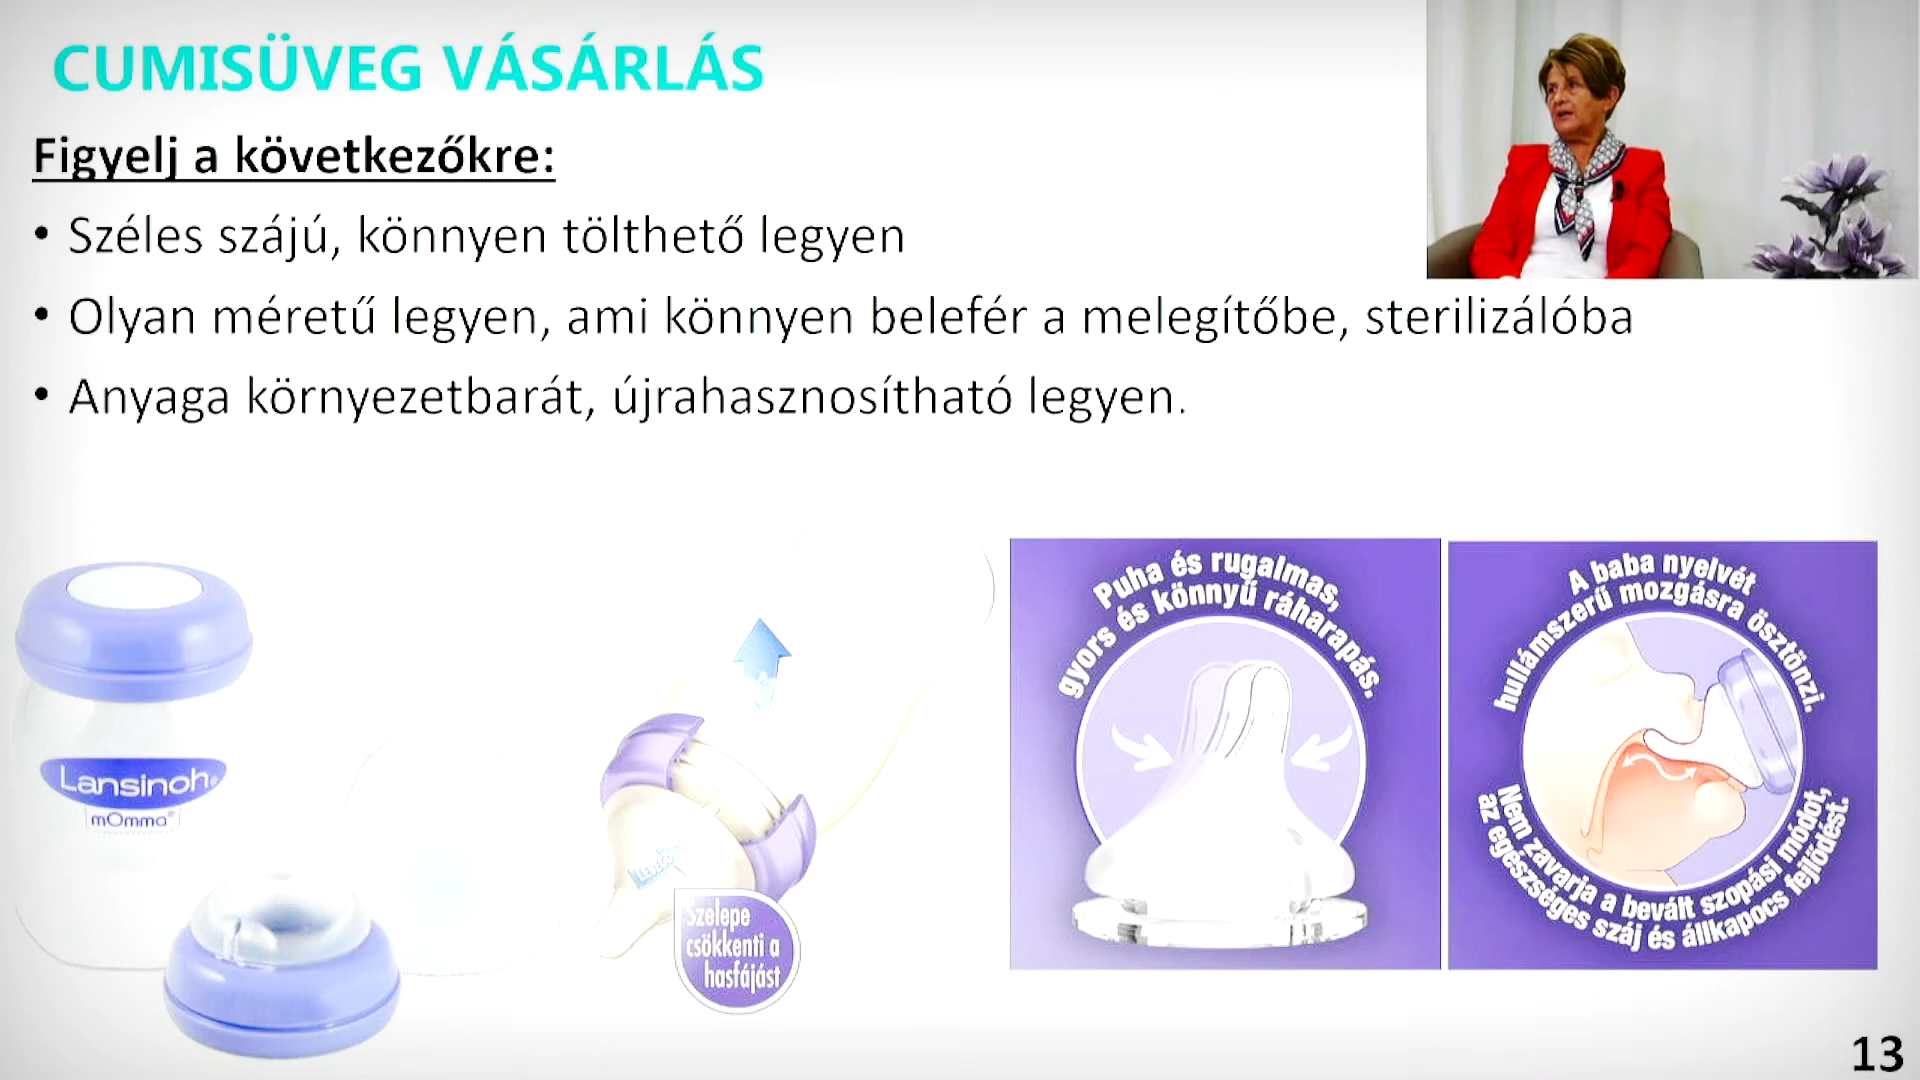 CUMISÜVEG VÁSÁRLÁS
Figyelj a következőkre:
• Széles szájú, könnyen tölthető legyen
• Olyan méretű legyen, ami könnyen belefér a melegítőbe, sterilizálóba
• Anyaga környezetbarát, újrahasznosítható legyen.
Lansinoh®
mOmma®
LEVEGŐ
Szelepe
csökkenti a
hasfájást
Puha és rugalmas,
gyors és könnyű ráharapás.
A baba nyelvét
hullámszerű mozgásra ösztönzi.
Nem zavarja a bevált szopási módot,
az egészséges száj és állkapocs fejlődést.
13